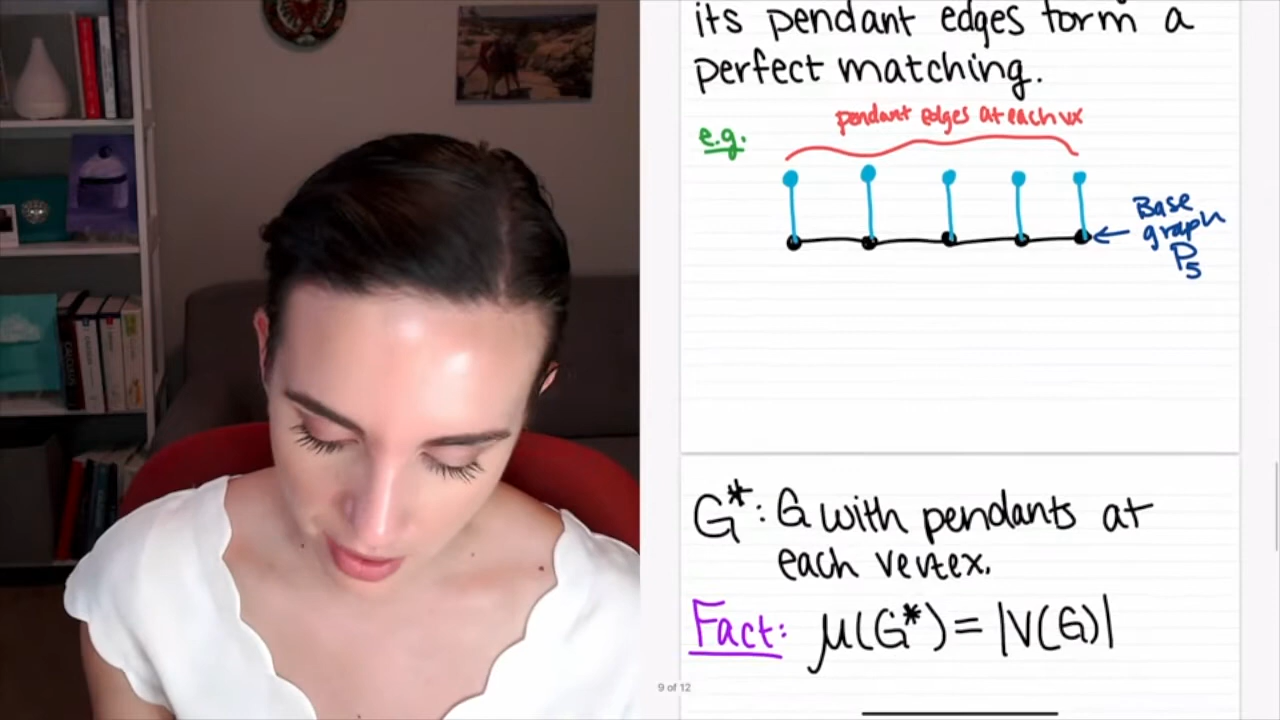 its pendant edges form a
perfect matching.
pendant edges at each vx
e.g.
Base
graph
P5
G*: G with pendants at
each vertex.
Fact: μ(G*) = |V(G)|
9 of 12
CALCULUS